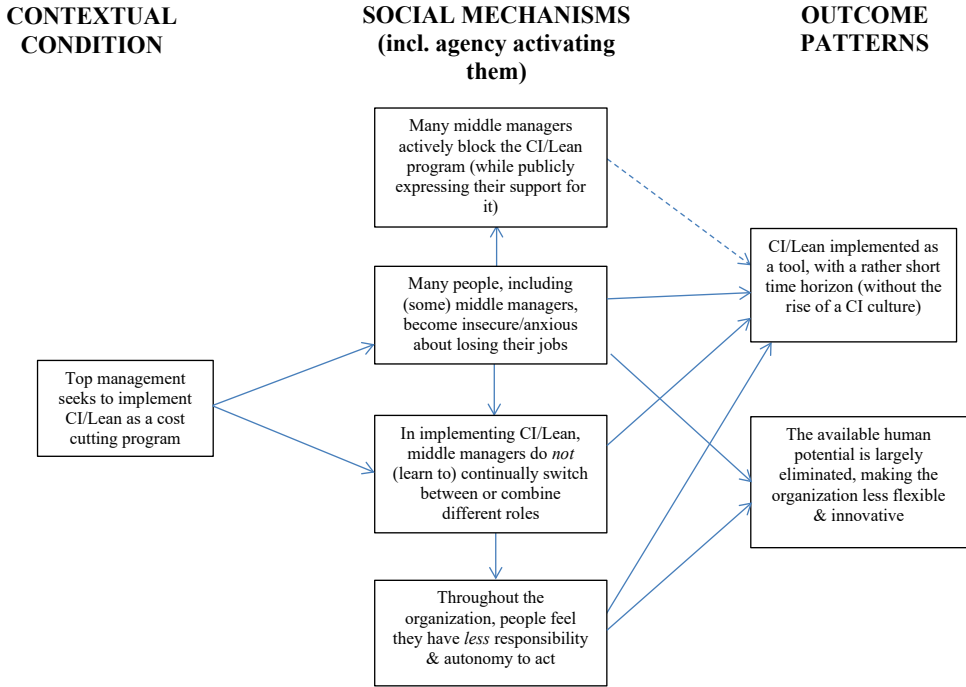 CONTEXTUAL
CONDITION
SOCIAL MECHANISMS
(incl. agency activating
them)
OUTCOME
PATTERNS
Many middle managers
actively block the CI/Lean
program (while publicly
expressing their support for
it)
CI/Lean implemented as
a tool, with a rather short
time horizon (without the
rise of a CI culture)
Many people, including
(some) middle managers,
become insecure/anxious
about losing their jobs
Top management
seeks to implement
CI/Lean as a cost
cutting program
In implementing CI/Lean,
middle managers do not
(learn to) continually switch
between or combine
different roles
The available human
potential is largely
eliminated, making the
organization less flexible
& innovative
Throughout the
organization, people feel
they have less responsibility
& autonomy to act